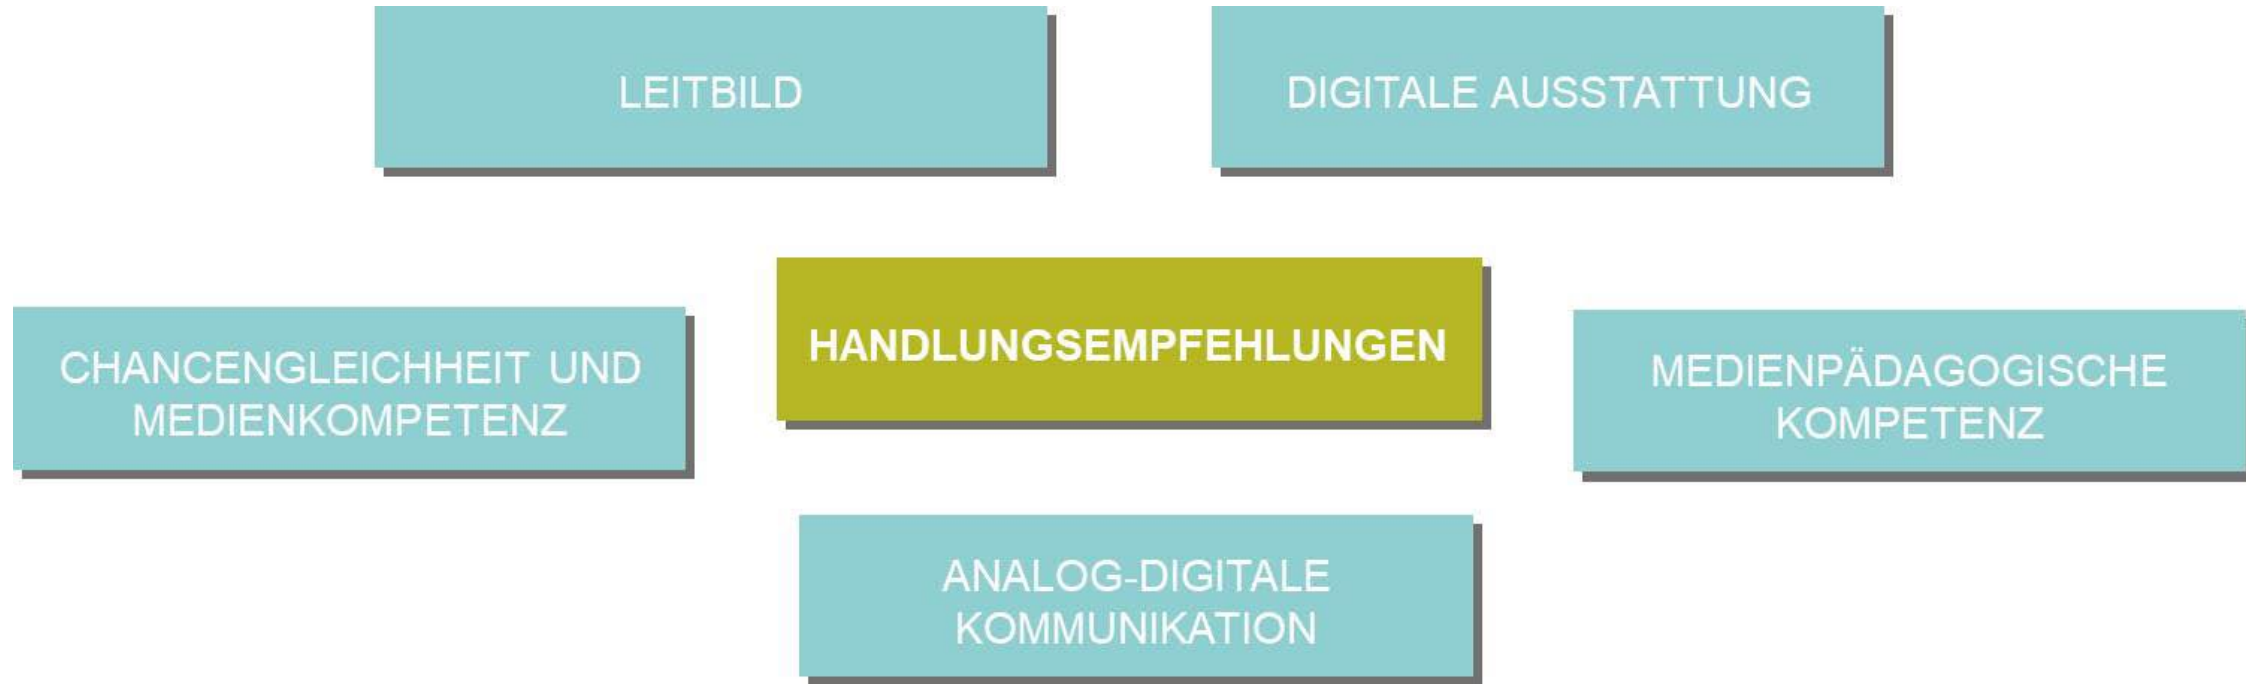 LEITBILD
DIGITALE AUSSTATTUNG
HANDLUNGSEMPFEHLUNGEN
CHANCENGLEICHHEIT UND
MEDIENKOMPETENZ
MEDIENPÄDAGOGISCHE
KOMPETENZ
ANALOG-DIGITALE
KOMMUNIKATION